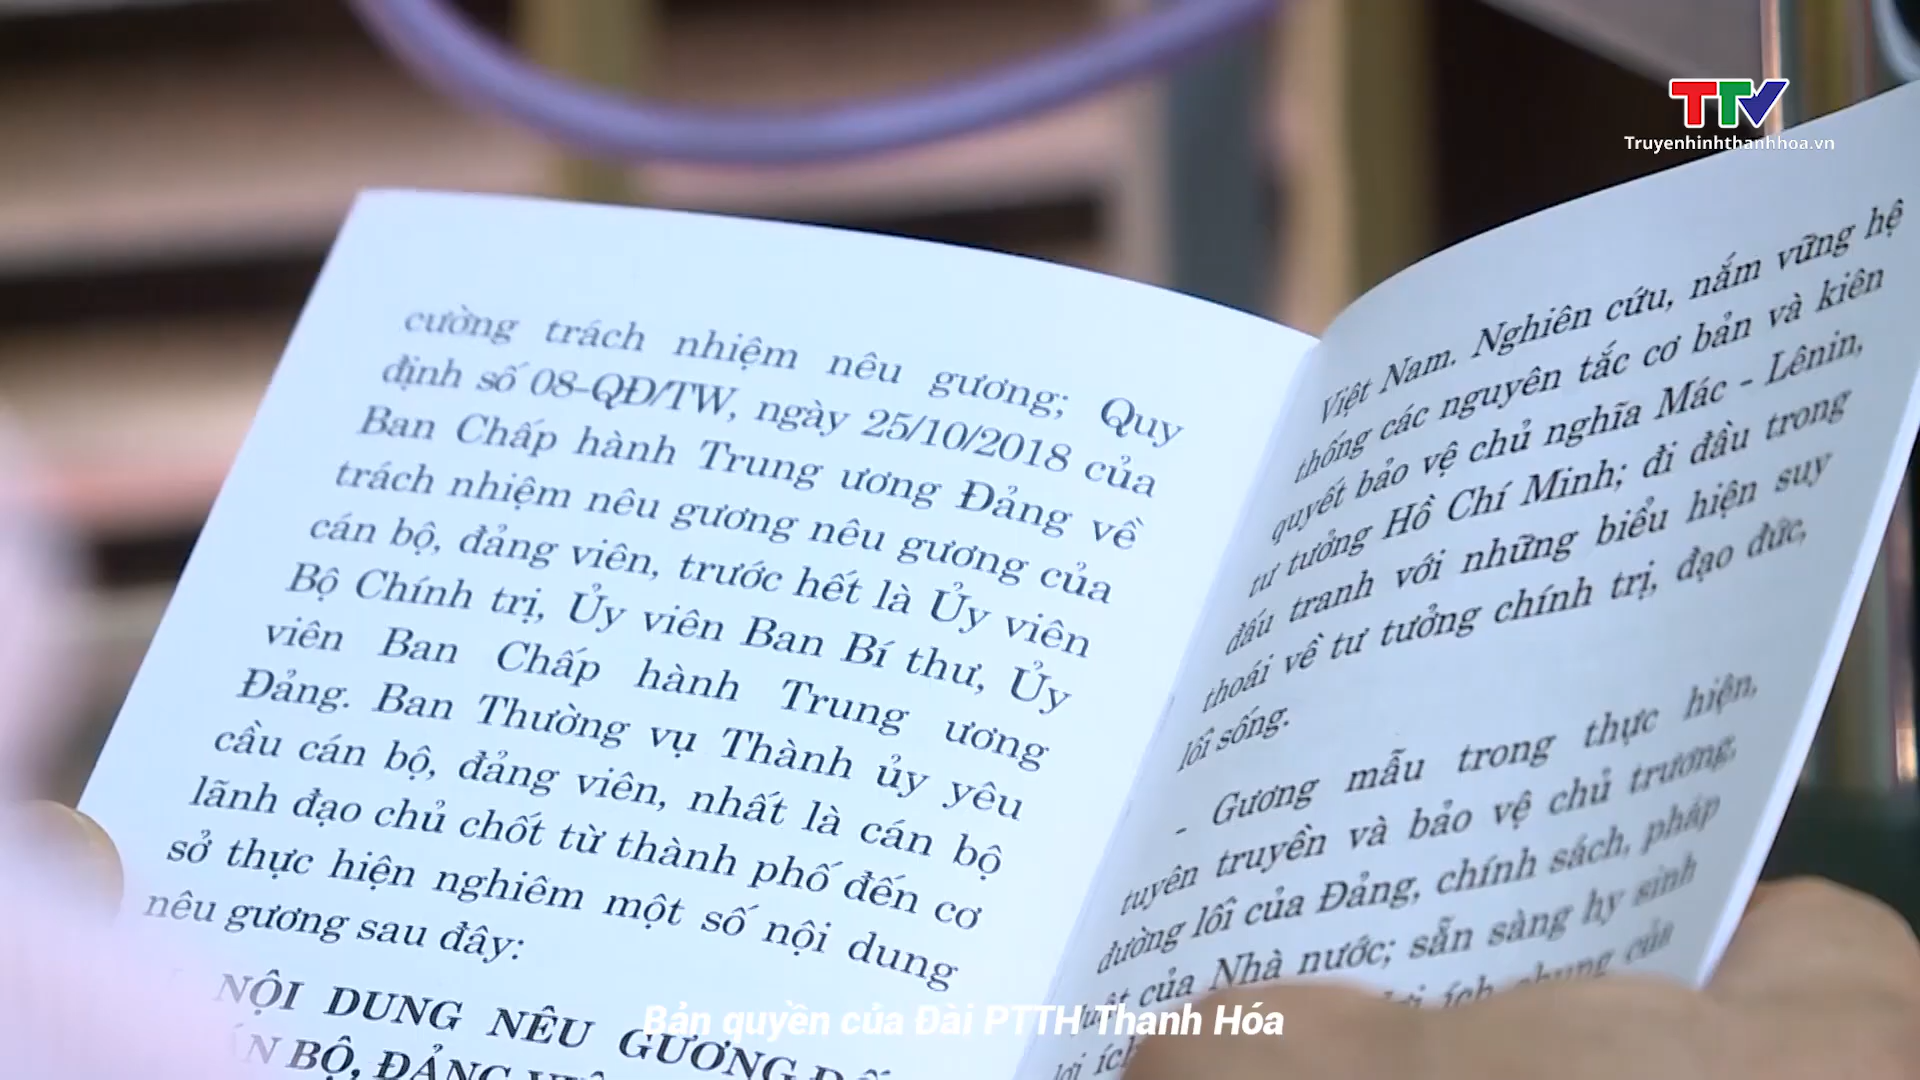 TTV
Truyenhinhthanhhoa.vn
cường trách nhiệm nêu gương; Quy
định số 08-QĐ/TW, ngày 25/10/2018 của
Ban Chấp hành Trung ương Đảng về
trách nhiệm nêu gương nêu gương của
cán bộ, đảng viên, trước hết là Ủy viên
Bộ Chính trị, Ủy viên Ban Bí thư, Ủy
viên Ban Chấp hành Trung ương
Đảng. Ban Thường vụ Thành ủy yêu
cầu cán bộ, đảng viên, nhất là cán bộ
lãnh đạo chủ chốt từ thành phố đến cơ
sở thực hiện nghiêm một số nội dung
nêu gương sau đây:
NỘI DUNG NÊU GƯƠNG
BỘ, ĐẢNG
Việt Nam. Nghiên cứu, nắm vững hệ
thống các nguyên tắc cơ bản và kiên
quyết bảo vệ chủ nghĩa Mác - Lênin,
tư tưởng Hồ Chí Minh; đi đầu trong
đấu tranh với những biểu hiện suy
thoái về tư tưởng chính trị, đạo đức,
lối sống.
- Gương mẫu trong thực hiện,
tuyên truyền và bảo vệ chủ trương,
đường lối của Đảng, chính sách, pháp
luật của Nhà nước; sẵn sàng hy sinh
lợi ích chung của
lợi ích
Bản quyền của Đài PTTH Thanh Hóa